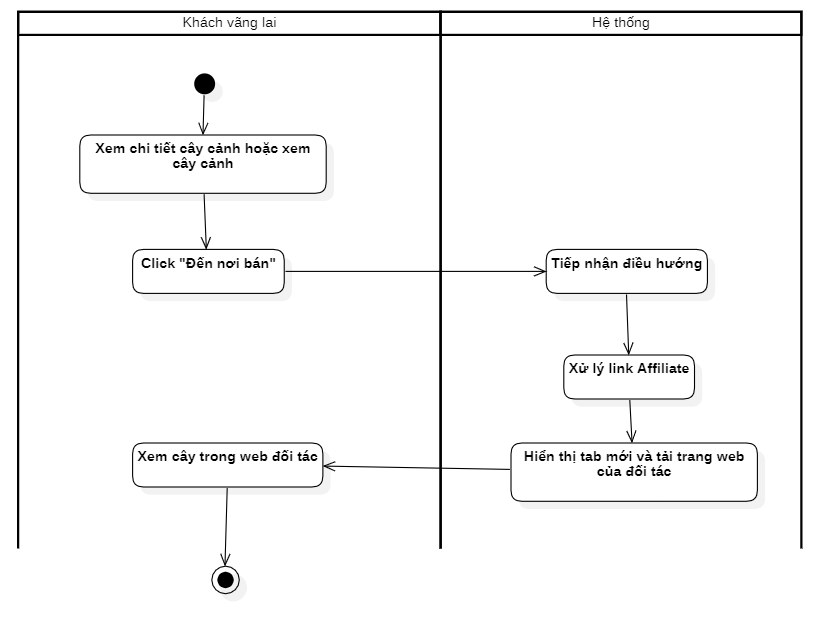 Khách vãng lai
Hệ thống
Xem chi tiết cây cảnh hoặc xem
cây cảnh
Click "Đến nơi bán"
Tiếp nhận điều hướng
Xử lý link Affiliate
Xem cây trong web đối tác
Hiển thị tab mới và tải trang web
của đối tác